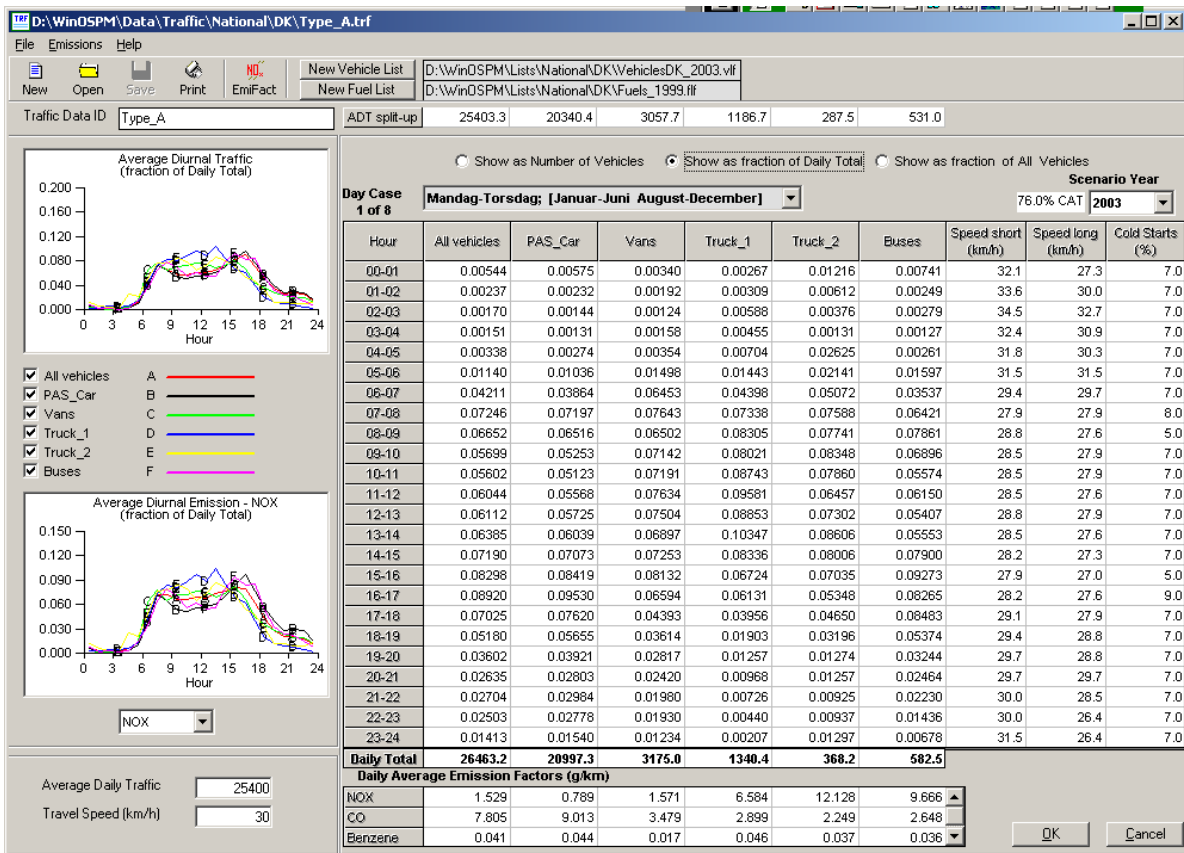 TRF D:\WinOSPM\Data\Traffic\National\DK\Type_A.trf
File Emissions Help
New Open Save Print EmiFact New Vehicle List D:\WinOSPM\Lists\National\DK\VehiclesDK_2003.vlf
New Fuel List D:\WinOSPM\Lists\National\DK\Fuels_1999.flf
Traffic Data ID Type_A ADT split-up 25403.3 20340.4 3057.7 1186.7 287.5 531.0
Average Diurnal Traffic
(fraction of Daily Total)
0.200
0.160
0.120
0.080
0.040
0.000
0 3 6 9 12 15 18 21 24
Hour
All vehicles A
PAS_Car B
Vans C
Truck_1 D
Truck_2 E
Buses F
Average Diurnal Emission - NOX
(fraction of Daily Total)
0.150
0.120
0.090
0.060
0.030
0.000
0 3 6 9 12 15 18 21 24
Hour
NOX
Average Daily Traffic 25400
Travel Speed (km/h) 30
Show as Number of Vehicles Show as fraction of Daily Total Show as fraction of All Vehicles
Scenario Year
Day Case
1 of 8
Mandag-Torsdag; [Januar-Juni August-December] 76.0% CAT 2003
Hour All vehicles PAS_Car Vans Truck_1 Truck_2 Buses Speed short (km/h) Speed long (km/h) Cold Starts (%)
00-01 0.00544 0.00575 0.00340 0.00267 0.01216 0.00741 32.1 27.3 7.0
01-02 0.00237 0.00232 0.00192 0.00309 0.00612 0.00249 33.6 30.0 7.0
02-03 0.00170 0.00144 0.00124 0.00588 0.00376 0.00279 34.5 32.7 7.0
03-04 0.00151 0.00131 0.00158 0.00455 0.00131 0.00127 32.4 30.9 7.0
04-05 0.00338 0.00274 0.00354 0.00704 0.02625 0.00261 31.8 30.3 7.0
05-06 0.01140 0.01036 0.01498 0.01443 0.02141 0.01597 31.5 31.5 7.0
06-07 0.04211 0.03864 0.06453 0.04398 0.05072 0.03537 29.4 29.7 7.0
07-08 0.07246 0.07197 0.07643 0.07338 0.07588 0.06421 27.9 27.9 8.0
08-09 0.06652 0.06516 0.06502 0.08305 0.07741 0.07861 28.8 27.6 5.0
09-10 0.05699 0.05253 0.07142 0.08021 0.08348 0.06896 28.5 27.9 7.0
10-11 0.05602 0.05123 0.07191 0.08743 0.07860 0.05574 28.5 27.9 7.0
11-12 0.06044 0.05568 0.07634 0.09581 0.06457 0.06150 28.5 27.6 7.0
12-13 0.06112 0.05725 0.07504 0.08853 0.07302 0.05407 28.8 27.9 7.0
13-14 0.06385 0.06039 0.06897 0.10347 0.08606 0.05553 28.5 27.6 7.0
14-15 0.07190 0.07073 0.07253 0.08336 0.08006 0.07900 28.2 27.3 7.0
15-16 0.08298 0.08419 0.08132 0.06724 0.07035 0.09273 27.9 27.0 5.0
16-17 0.08920 0.09530 0.06594 0.06131 0.05348 0.08265 28.2 27.6 9.0
17-18 0.07025 0.07620 0.04393 0.03956 0.04650 0.08483 29.1 27.9 7.0
18-19 0.05180 0.05655 0.03614 0.01903 0.03196 0.05374 29.4 28.8 7.0
19-20 0.03602 0.03921 0.02817 0.01257 0.01274 0.03244 29.7 28.8 7.0
20-21 0.02635 0.02803 0.02420 0.00968 0.01257 0.02464 29.7 29.7 7.0
21-22 0.02704 0.02984 0.01980 0.00726 0.00925 0.02230 30.0 28.5 7.0
22-23 0.02503 0.02778 0.01930 0.00440 0.00937 0.01436 30.0 26.4 7.0
23-24 0.01413 0.01540 0.01234 0.00207 0.01297 0.00678 31.5 26.4 7.0
Daily Total 26463.2 20997.3 3175.0 1340.4 368.2 582.5
Daily Average Emission Factors (g/km)
NOX 1.529 0.789 1.571 6.584 12.128 9.666
CO 7.805 9.013 3.479 2.899 2.249 2.648
Benzene 0.041 0.044 0.017 0.046 0.037 0.036
OK Cancel